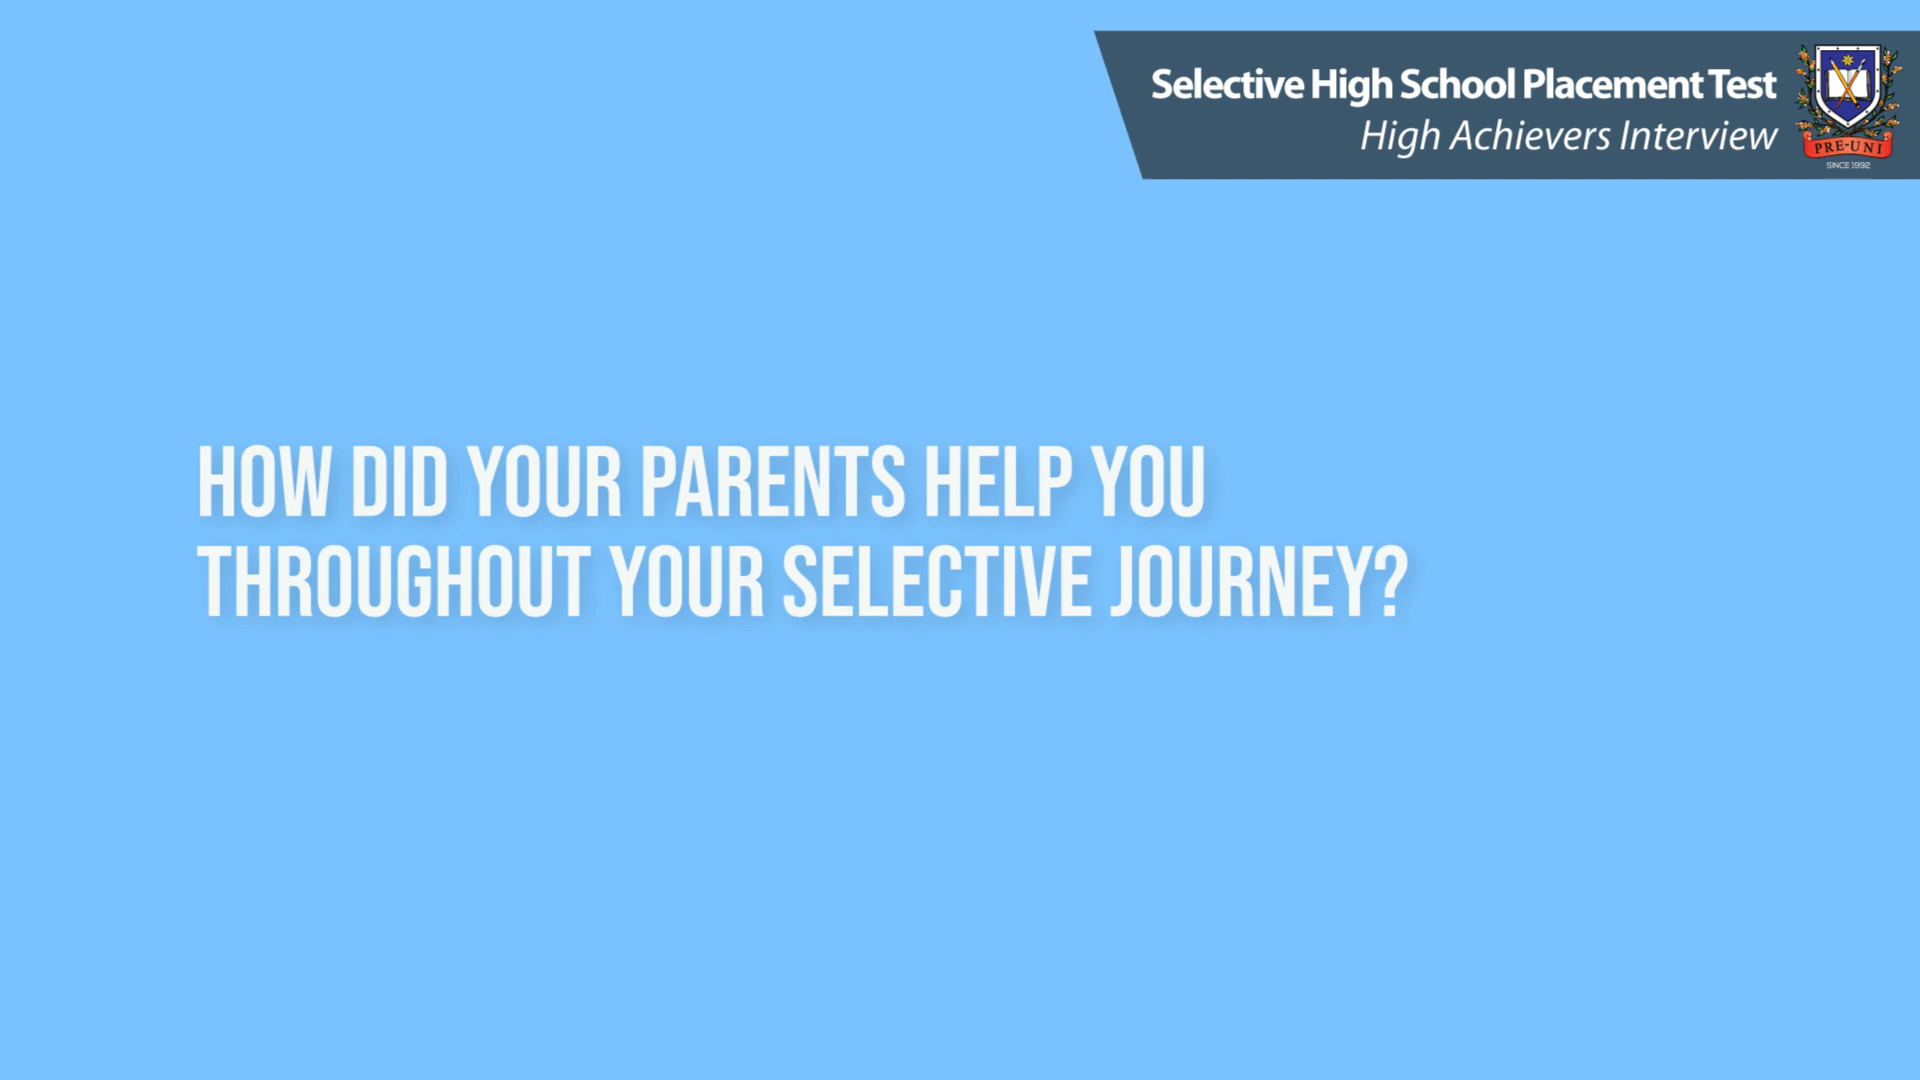 Selective High School Placement Test
High Achievers Interview
PRE-UNI
SINCE 1992
HOW DID YOUR PARENTS HELP YOU
THROUGHOUT YOUR SELECTIVE JOURNEY?